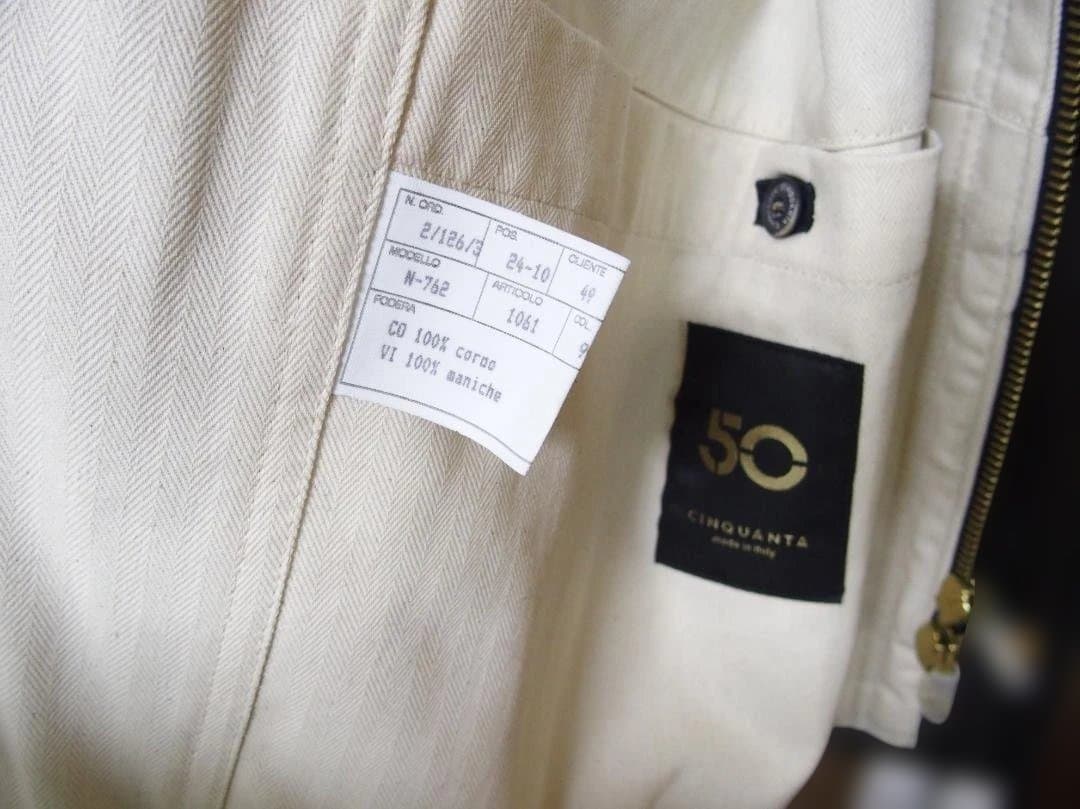 N. ORD.
POS.
CLIENTE
2/126/3
24-10
49
MODELLO
ARTICOLO
COL.
N-762
1061
9
FODERA
CO 100% corpo
VI 100% maniche
50
CINQUANTA
made in Italy